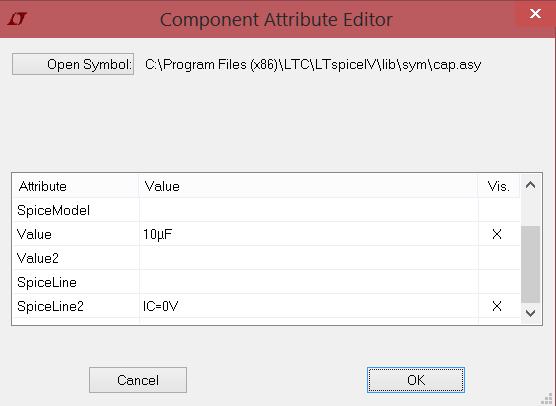 Component Attribute Editor
Open Symbol: C:\Program Files (x86)\LTC\LTspiceIV\lib\sym\cap.asy
Attribute Value Vis.
SpiceModel
Value 10µF X
Value2
SpiceLine
SpiceLine2 IC=0V X
Cancel OK